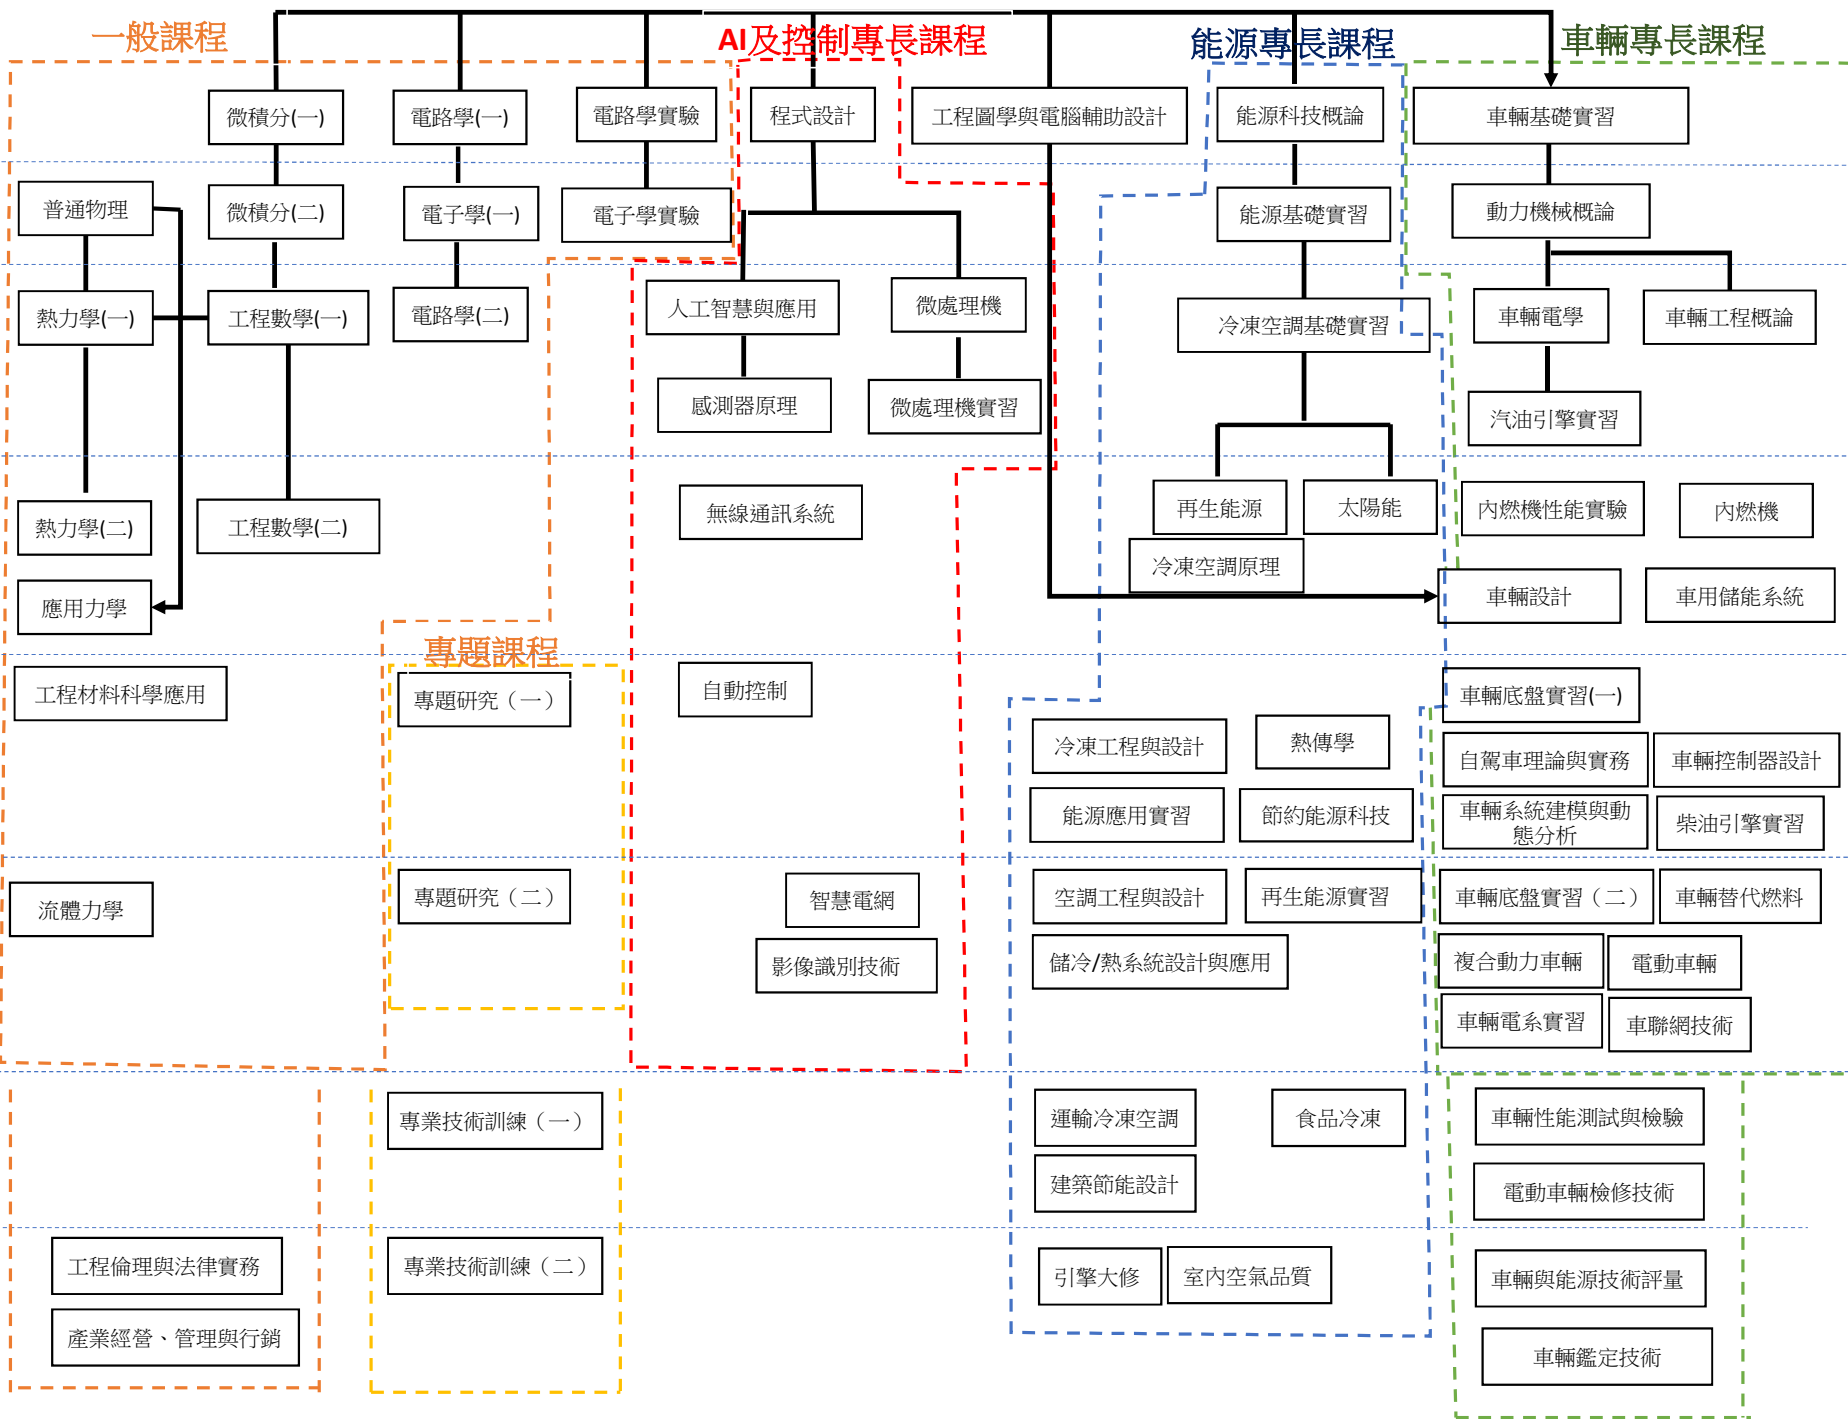 一般課程
AI及控制專長課程
能源專長課程
車輛專長課程
微積分(一)
電路學(一)
電路學實驗
程式設計
工程圖學與電腦輔助設計
能源科技概論
車輛基礎實習
普通物理
微積分(二)
電子學(一)
電子學實驗
能源基礎實習
動力機械概論
熱力學(一)
工程數學(一)
電路學(二)
人工智慧與應用
微處理機
冷凍空調基礎實習
車輛電學
車輛工程概論
感測器原理
微處理機實習
汽油引擎實習
熱力學(二)
工程數學(二)
無線通訊系統
再生能源
太陽能
內燃機性能實驗
內燃機
冷凍空調原理
應用力學
車輛設計
車用儲能系統
專題課程
工程材料科學應用
專題研究（一）
自動控制
車輛底盤實習(一)
冷凍工程與設計
熱傳學
自駕車理論與實務
車輛控制器設計
能源應用實習
節約能源科技
車輛系統建模與動
態分析
柴油引擎實習
流體力學
專題研究（二）
智慧電網
空調工程與設計
再生能源實習
車輛底盤實習（二）
車輛替代燃料
影像識別技術
儲冷/熱系統設計與應用
複合動力車輛
電動車輛
車輛電系實習
車聯網技術
專業技術訓練（一）
運輸冷凍空調
食品冷凍
車輛性能測試與檢驗
建築節能設計
電動車輛檢修技術
工程倫理與法律實務
專業技術訓練（二）
引擎大修
室內空氣品質
車輛與能源技術評量
產業經營、管理與行銷
車輛鑑定技術